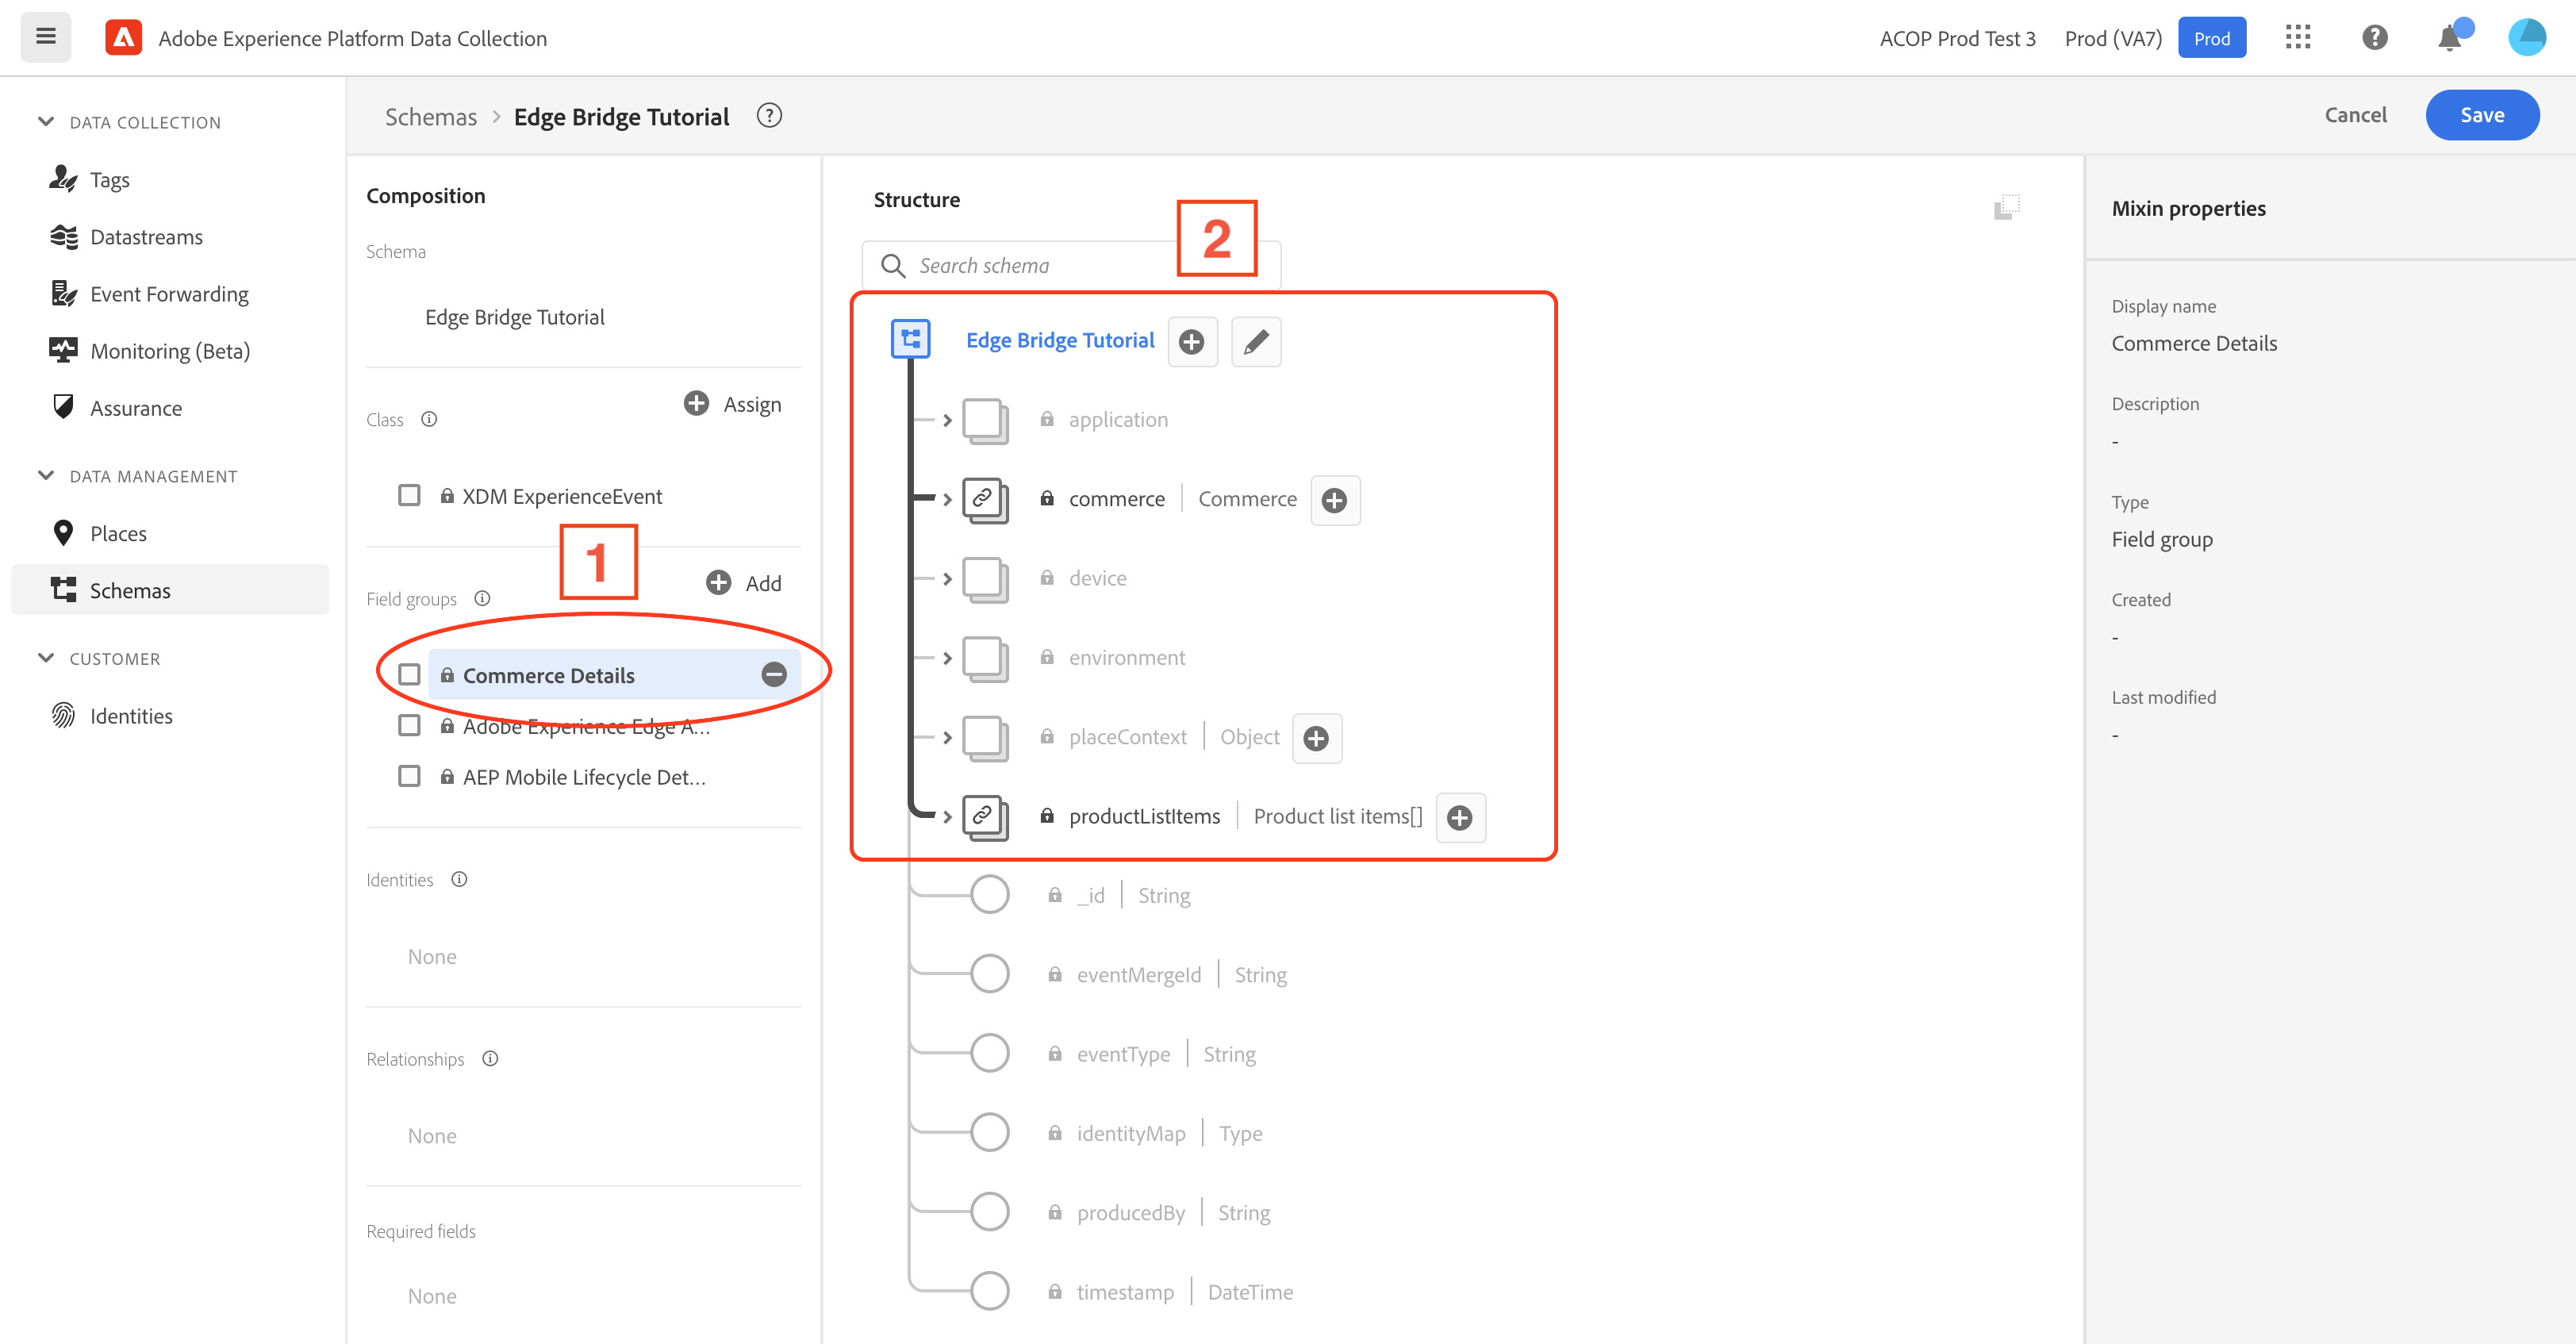 Adobe Experience Platform Data Collection
ACOP Prod Test 3
Prod (VA7)
Prod
DATA COLLECTION
Tags
Datastreams
Event Forwarding
Monitoring (Beta)
Assurance
DATA MANAGEMENT
Places
Schemas
CUSTOMER
Identities
Schemas > Edge Bridge Tutorial
Cancel
Save
Composition
Schema
Edge Bridge Tutorial
Class
Assign
XDM ExperienceEvent
1
Field groups
Add
Commerce Details
Adobe Experience Edge A...
AEP Mobile Lifecycle Det...
Identities
None
Relationships
None
Required fields
None
Structure
2
Search schema
Edge Bridge Tutorial
application
commerce | Commerce
device
environment
placeContext | Object
productListItems | Product list items[]
_id | String
eventMergeId | String
eventType | String
identityMap | Type
producedBy | String
timestamp | DateTime
Mixin properties
Display name
Commerce Details
Description
-
Type
Field group
Created
-
Last modified
-